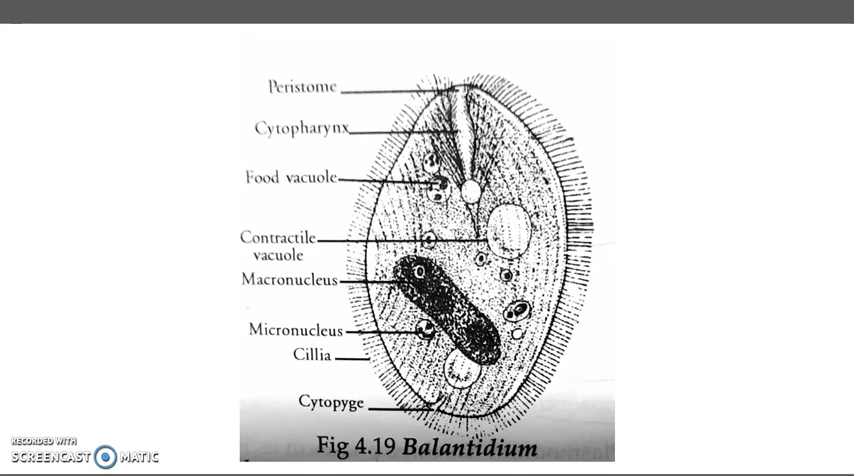 Peristome
Cytopharynx
Food vacuole
Contractile
vacuole
Macronucleus
Micronucleus
Cillia
Cytopyge
Fig 4.19 Balantidium
RECORDED WITH
SCREENCAST MATIC